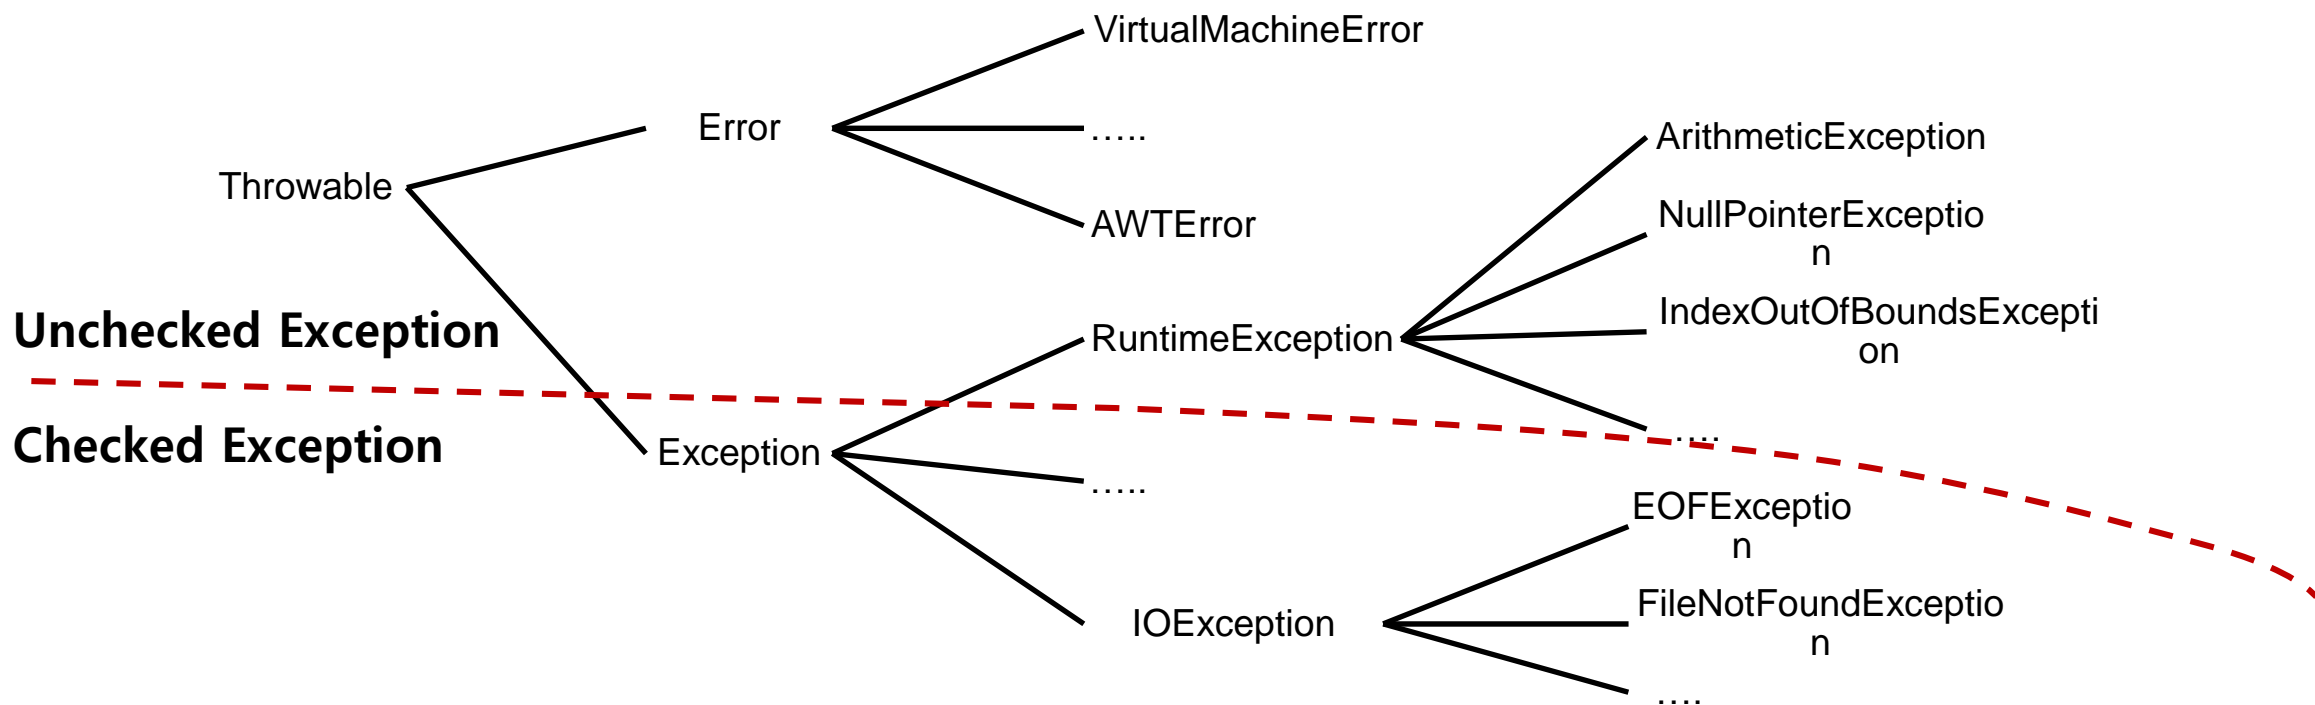 VirtualMachineError
Error
…..
ArithmeticException
Throwable
NullPointerExceptio
n
AWTError
Unchecked Exception
RuntimeException
IndexOutOfBoundsExcepti
on
….
Checked Exception
Exception
…..
EOFExceptio
n
IOException
FileNotFoundExceptio
n
….